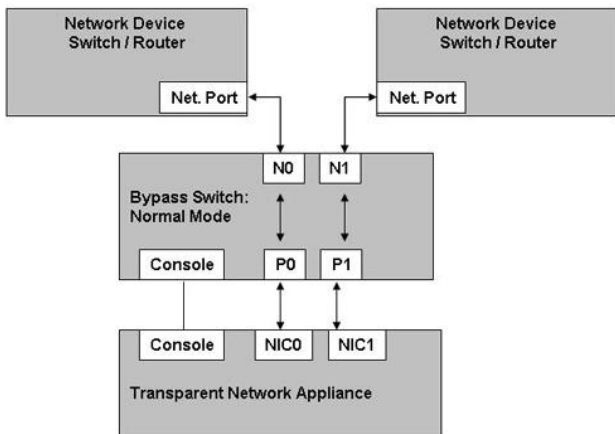 Network Device
Switch / Router
Network Device
Switch / Router
Net. Port
Net. Port
N0
N1
Bypass Switch:
Normal Mode
Console
P0
P1
Console
NIC0
NIC1
Transparent Network Appliance